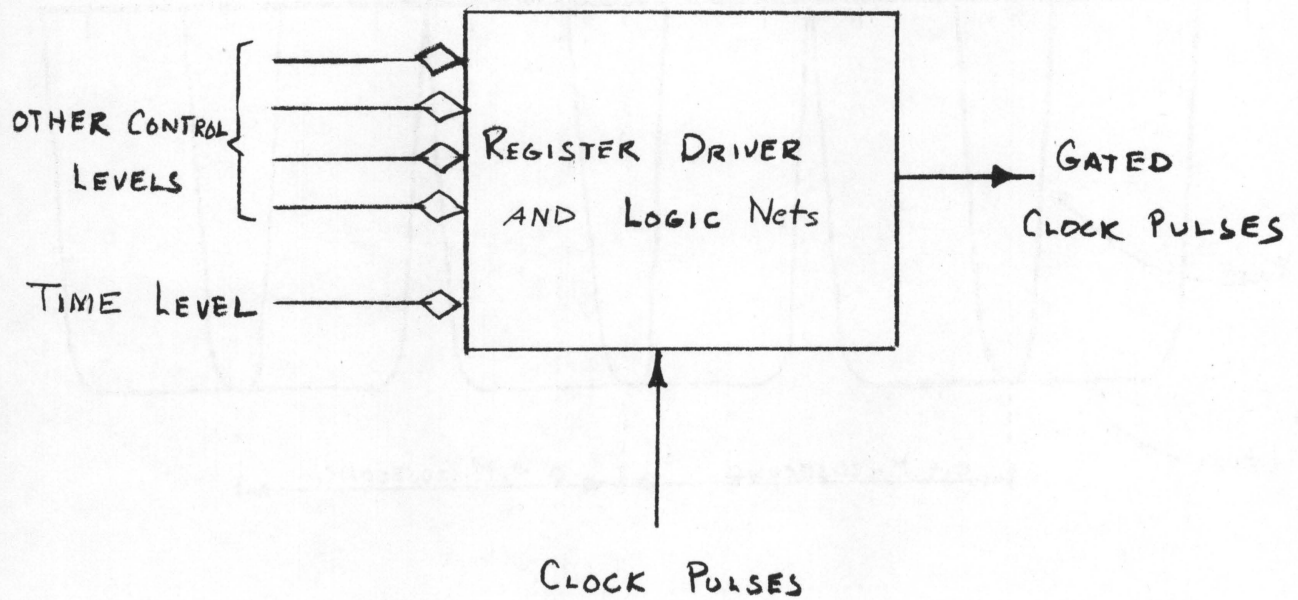 OTHER CONTROL
LEVELS
TIME LEVEL
REGISTER DRIVER
AND LOGIC Nets
GATED
CLOCK PULSES
CLOCK PULSES